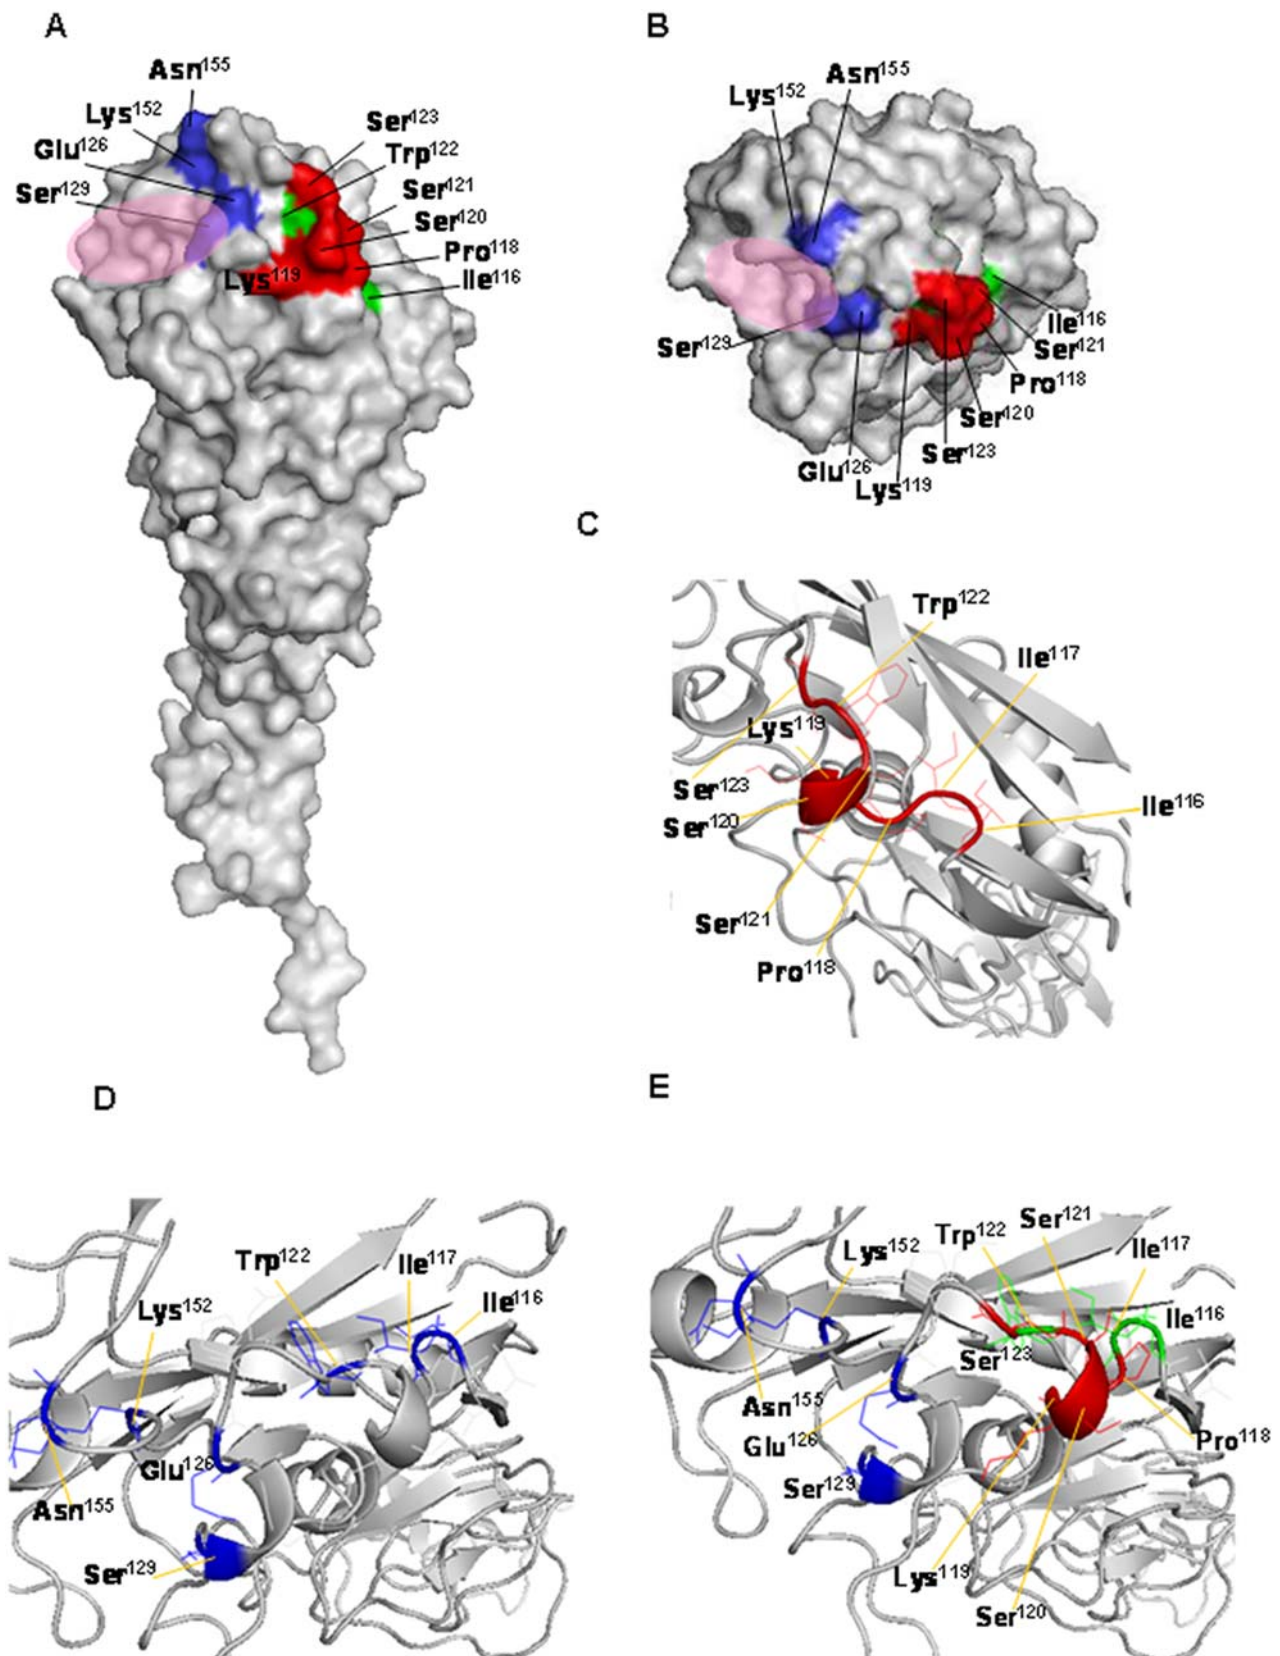 A
Asn155
Lys152
Glu126
Ser129
Ser123
Trp122
Ser121
Ser120
Pro118
Ile116
Lys119
B
Asn155
Lys152
Ser129
Ile116
Ser121
Pro118
Ser120
Ser123
Glu126
Lys119
C
Trp122
Ile117
Lys119
Ser123
Ser120
Ile116
Ser121
Pro118
D
Trp122
Ile117
Ile116
Lys152
Glu126
Asn155
Ser129
E
Ser121
Trp122
Ile117
Lys152
Ile116
Ser123
Asn155
Glu126
Pro118
Ser129
Lys119
Ser120